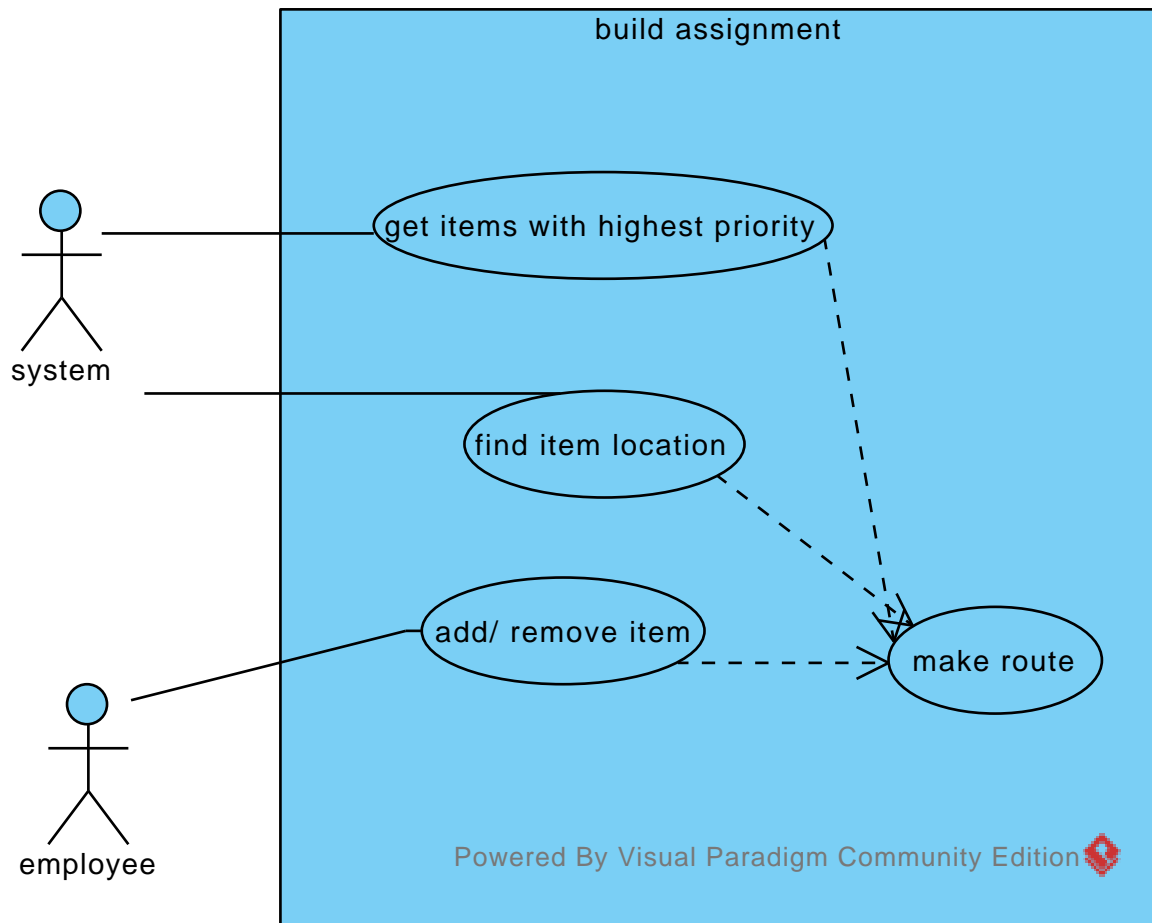 build assignment
get items with highest priority
system
find item location
add/ remove item
make route
employee
Powered By Visual Paradigm Community Edition